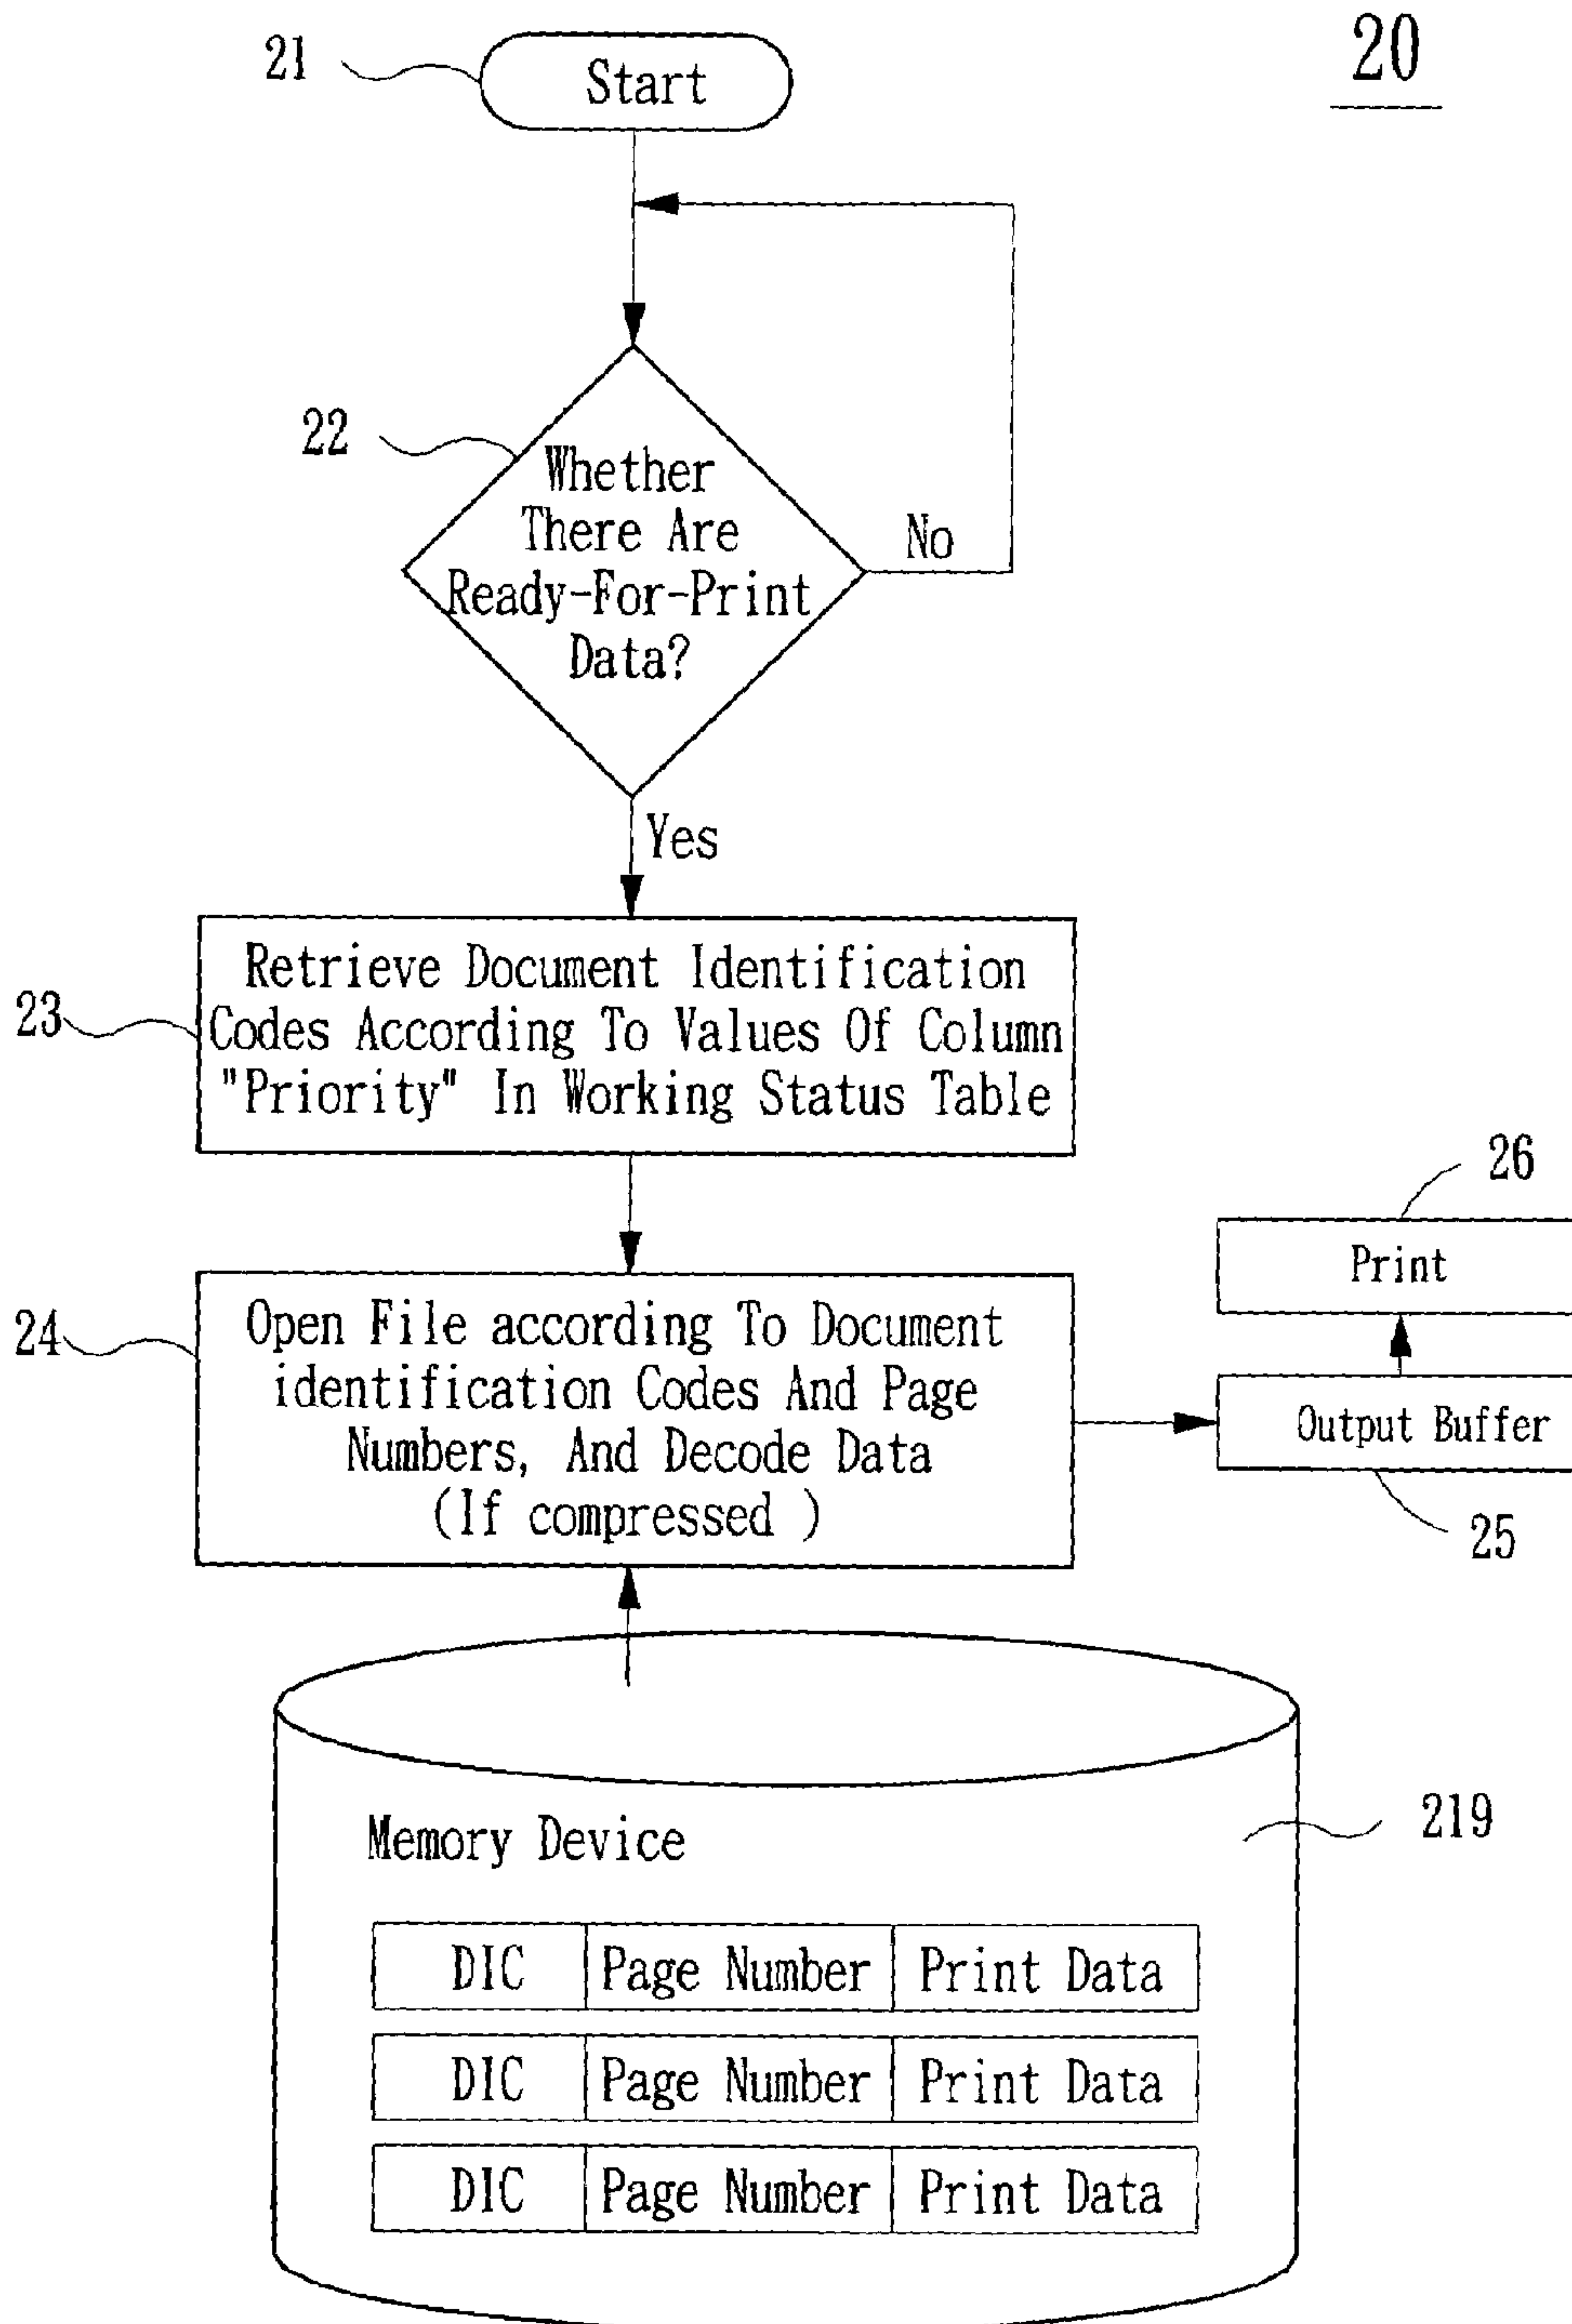 20
21
Start
22
Whether
There Are
Ready-For-Print
Data?
No
Yes
23
Retrieve Document Identification
Codes According To Values Of Column
"Priority" In Working Status Table
24
Open File according To Document
identification Codes And Page
Numbers, And Decode Data
(If compressed )
26
Print
Output Buffer
25
Memory Device
219
DIC Page Number Print Data
DIC Page Number Print Data
DIC Page Number Print Data